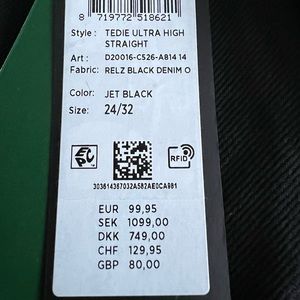 8 719772 518621
Style : TEDIE ULTRA HIGH
STRAIGHT
Art : D20016-C526-A814 14
Fabric: RELZ BLACK DENIM O
Color: JET BLACK
Size: 24/32
RFID
303614367032A582AE0CA981
EUR 99,95
SEK 1099,00
DKK 749,00
CHF 129,95
GBP 80,00